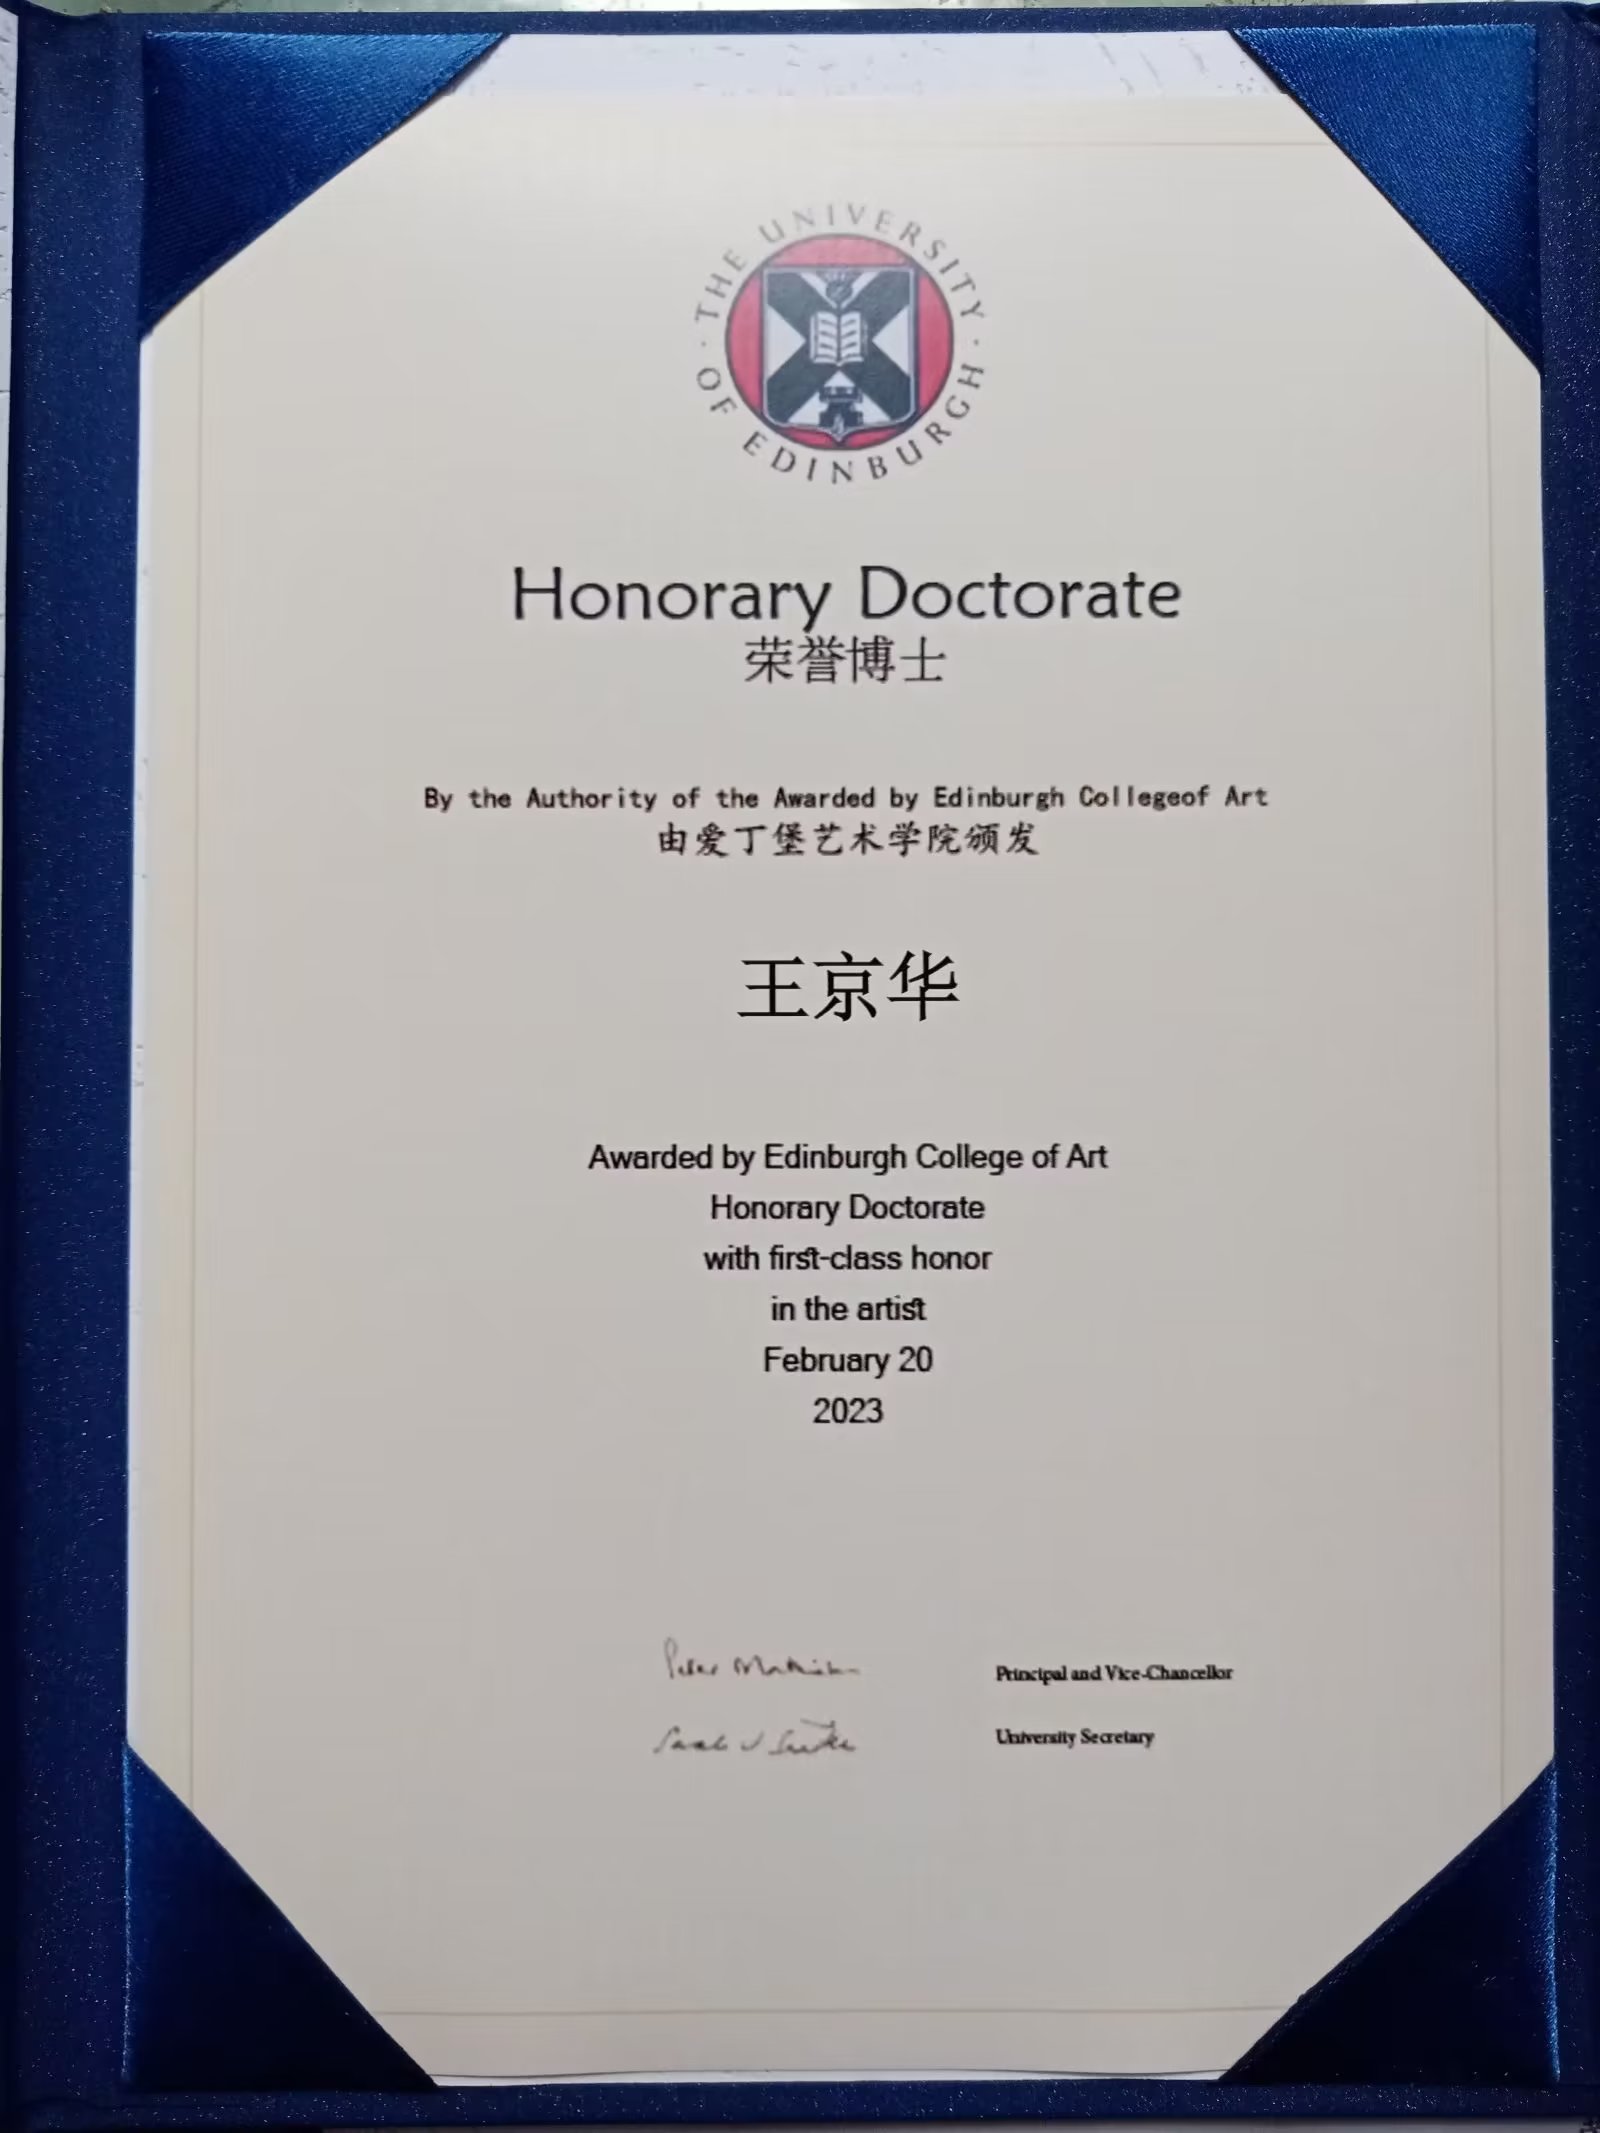 THE UNIVERSITY OF EDINBURGH
Honorary Doctorate
荣誉博士
By the Authority of the Awarded by Edinburgh Collegeof Art
由爱丁堡艺术学院颁发
王京华
Awarded by Edinburgh College of Art
Honorary Doctorate
with first-class honor
in the artist
February 20
2023
Peter Principal and Vice-Chancellor
Sarah University Secretary